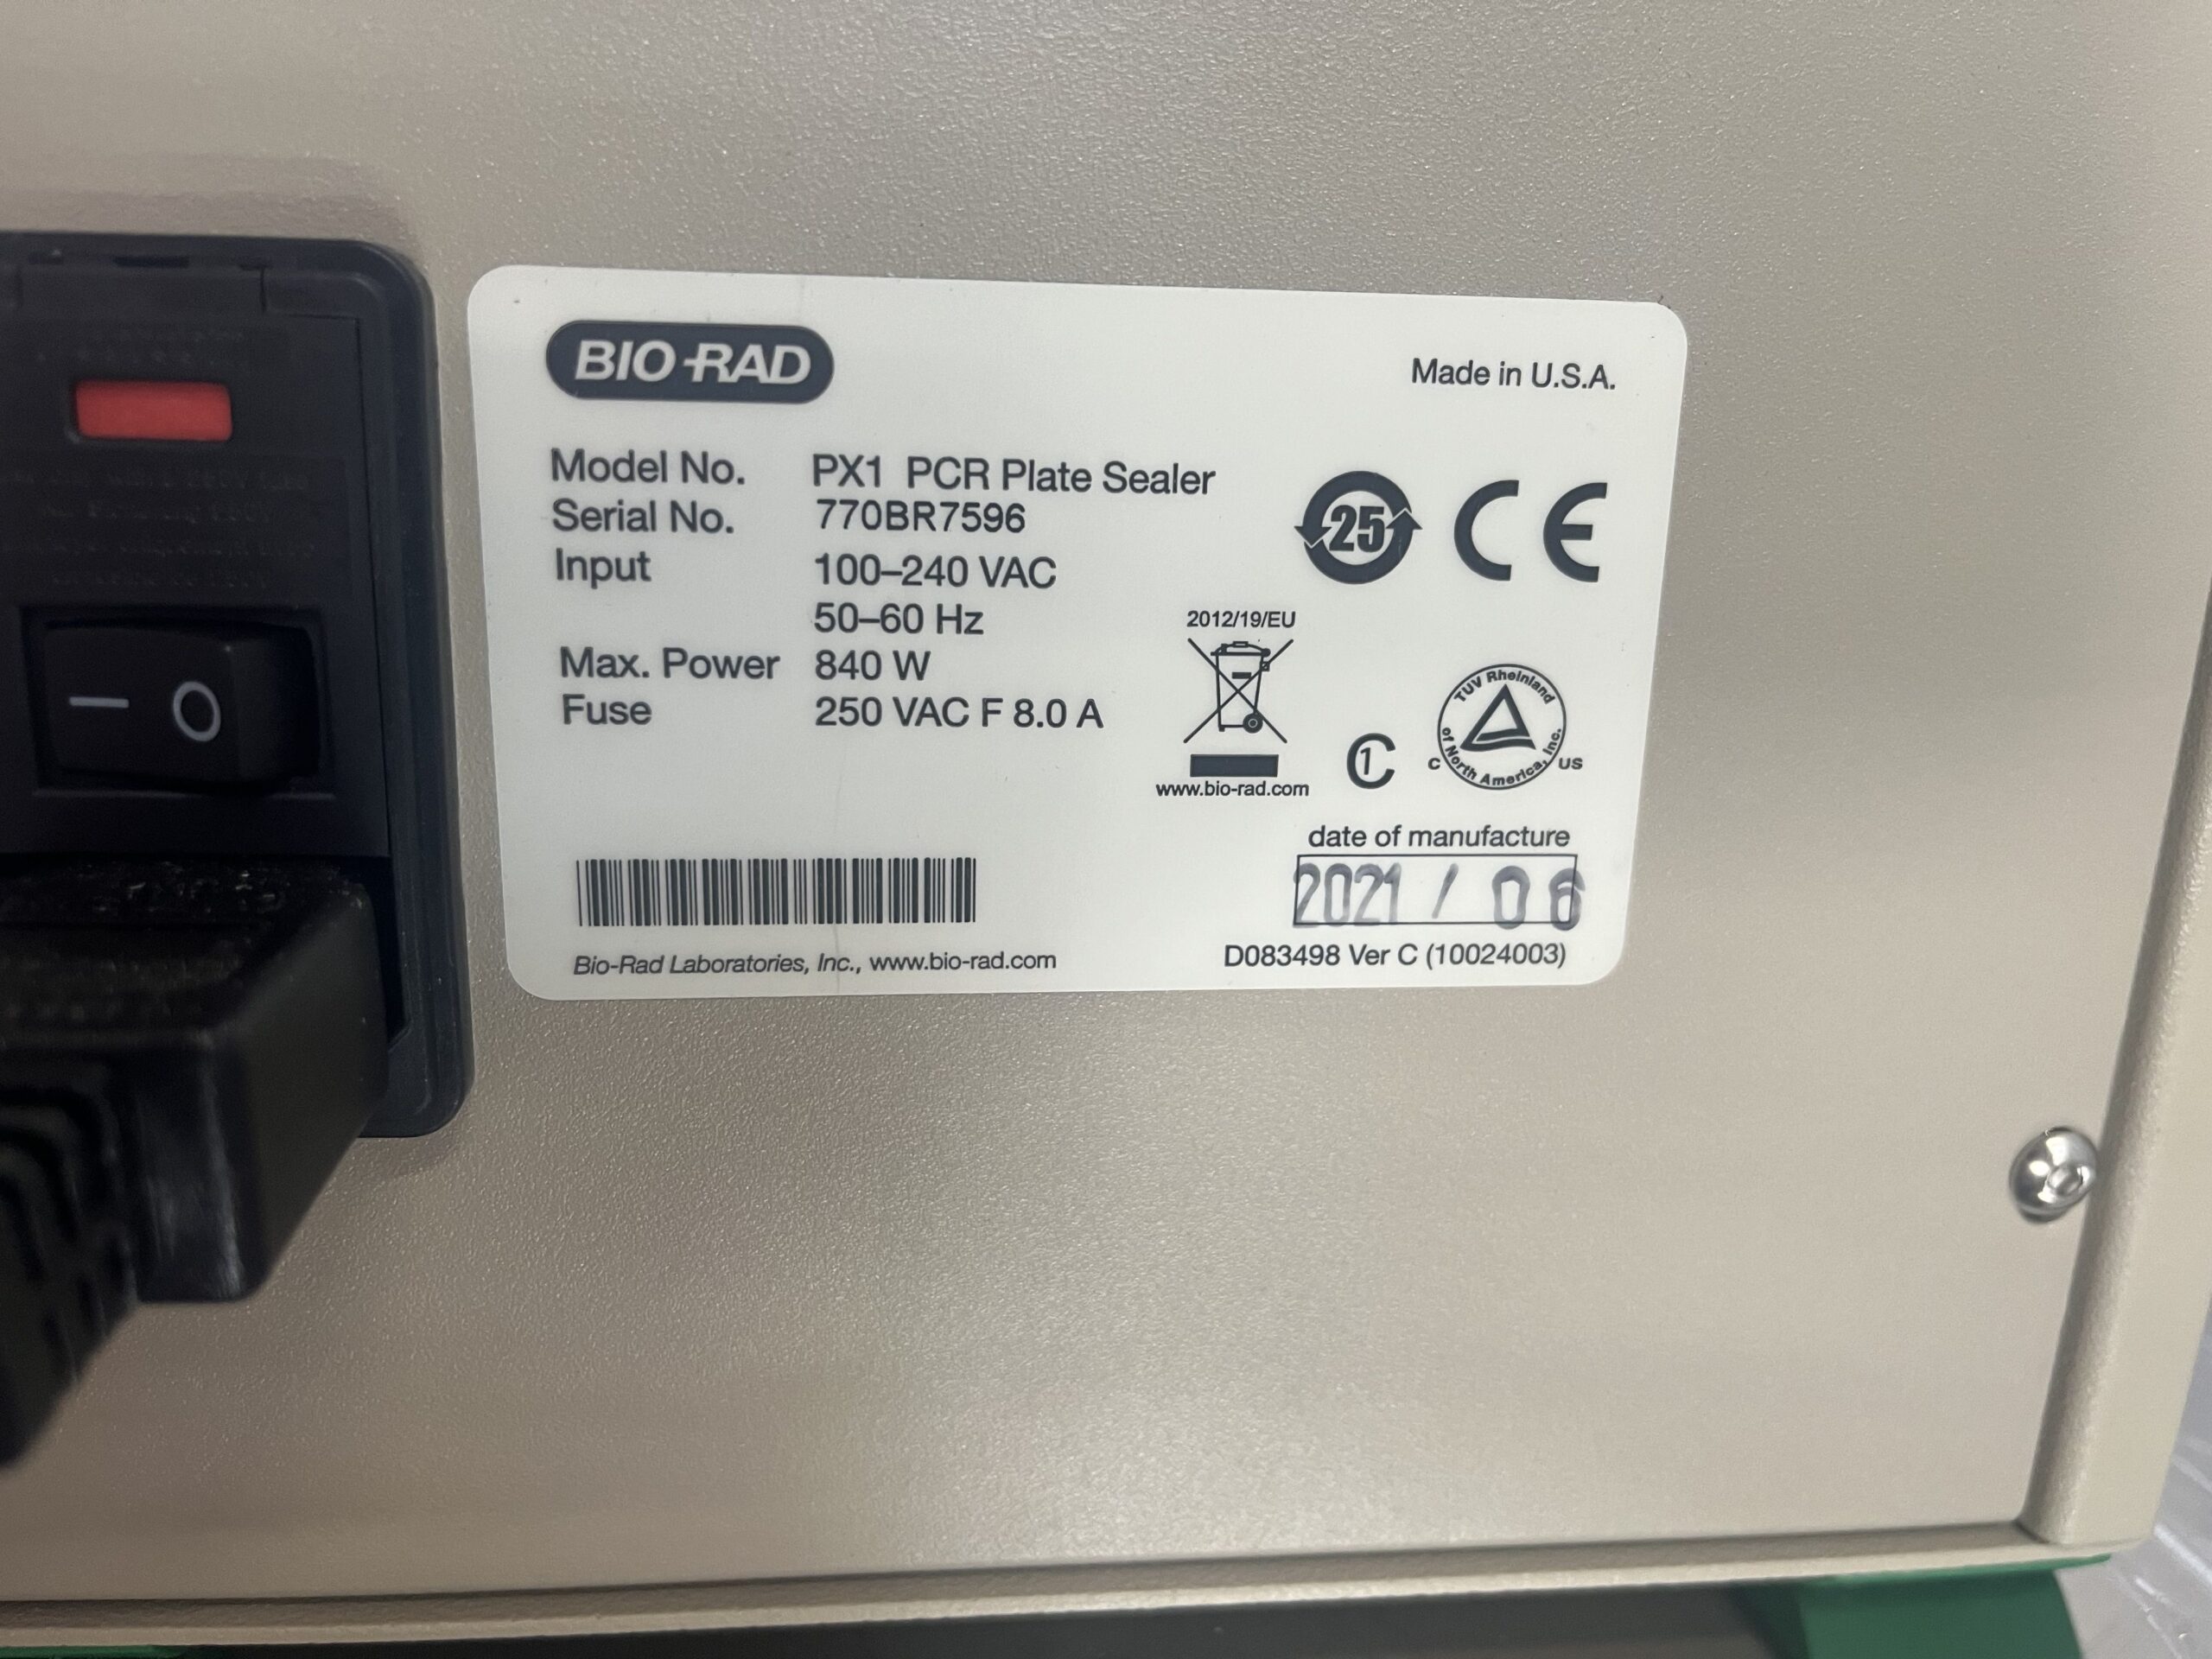 BIO-RAD
Made in U.S.A.
Model No. PX1 PCR Plate Sealer
Serial No. 770BR7596
Input 100–240 VAC
50–60 Hz
Max. Power 840 W
Fuse 250 VAC F 8.0 A
25
CE
2012/19/EU
www.bio-rad.com
C1
TUV Rheinland
of North America, Inc.
C US
date of manufacture
2021 / 06
Bio-Rad Laboratories, Inc., www.bio-rad.com
D083498 Ver C (10024003)